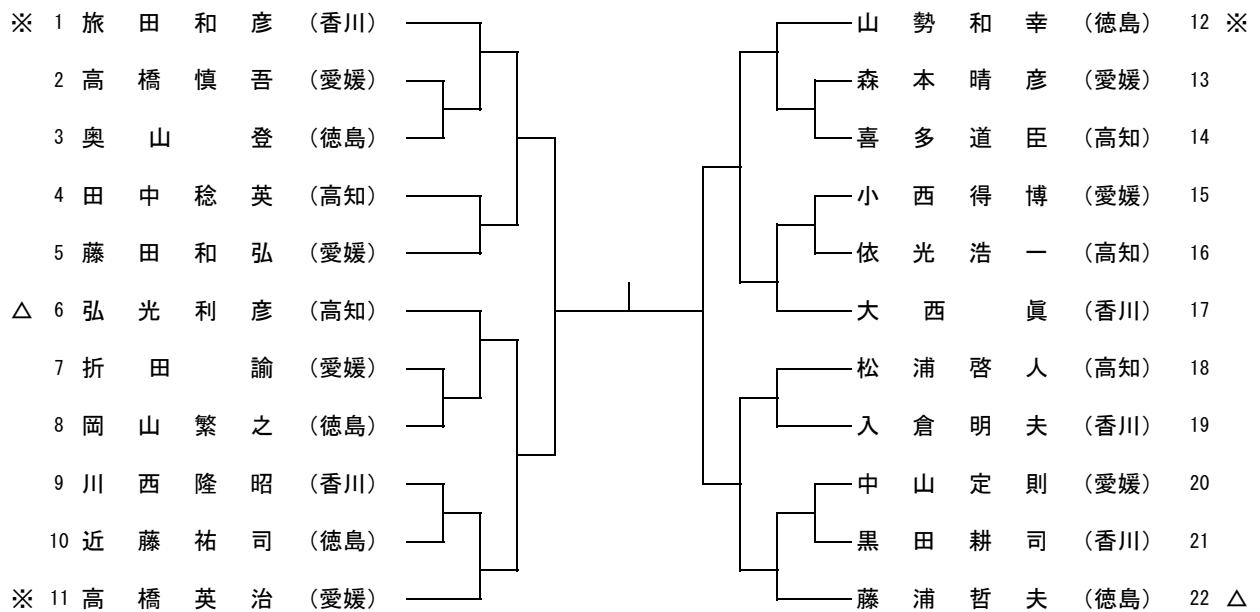 ※ 1 旅田和彦 (香川) 山勢和幸 (徳島) 12 ※
2 高橋慎吾 (愛媛) 森本晴彦 (愛媛) 13
3 奥山登 (徳島) 喜多道臣 (高知) 14
4 田中稔英 (高知) 小西得博 (愛媛) 15
5 藤田和弘 (愛媛) 依光浩一 (高知) 16
△ 6 弘光利彦 (高知) 大西眞 (香川) 17
7 折田諭 (愛媛) 松浦啓人 (高知) 18
8 岡山繁之 (徳島) 入倉明夫 (香川) 19
9 川西隆昭 (香川) 中山定則 (愛媛) 20
10 近藤祐司 (徳島) 黒田耕司 (香川) 21
※ 11 高橋英治 (愛媛) 藤浦哲夫 (徳島) 22 △